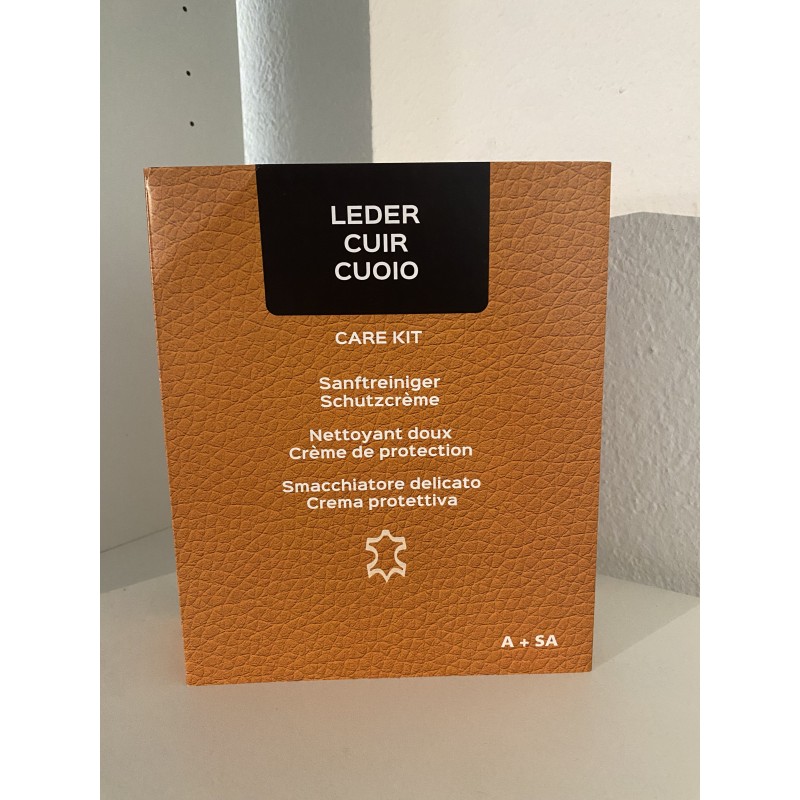 LEDER
CUIR
CUOIO
CARE KIT
Sanftreiniger
Schutzcrème
Nettoyant doux
Crème de protection
Smacchiatore delicato
Crema protettiva
A + SA